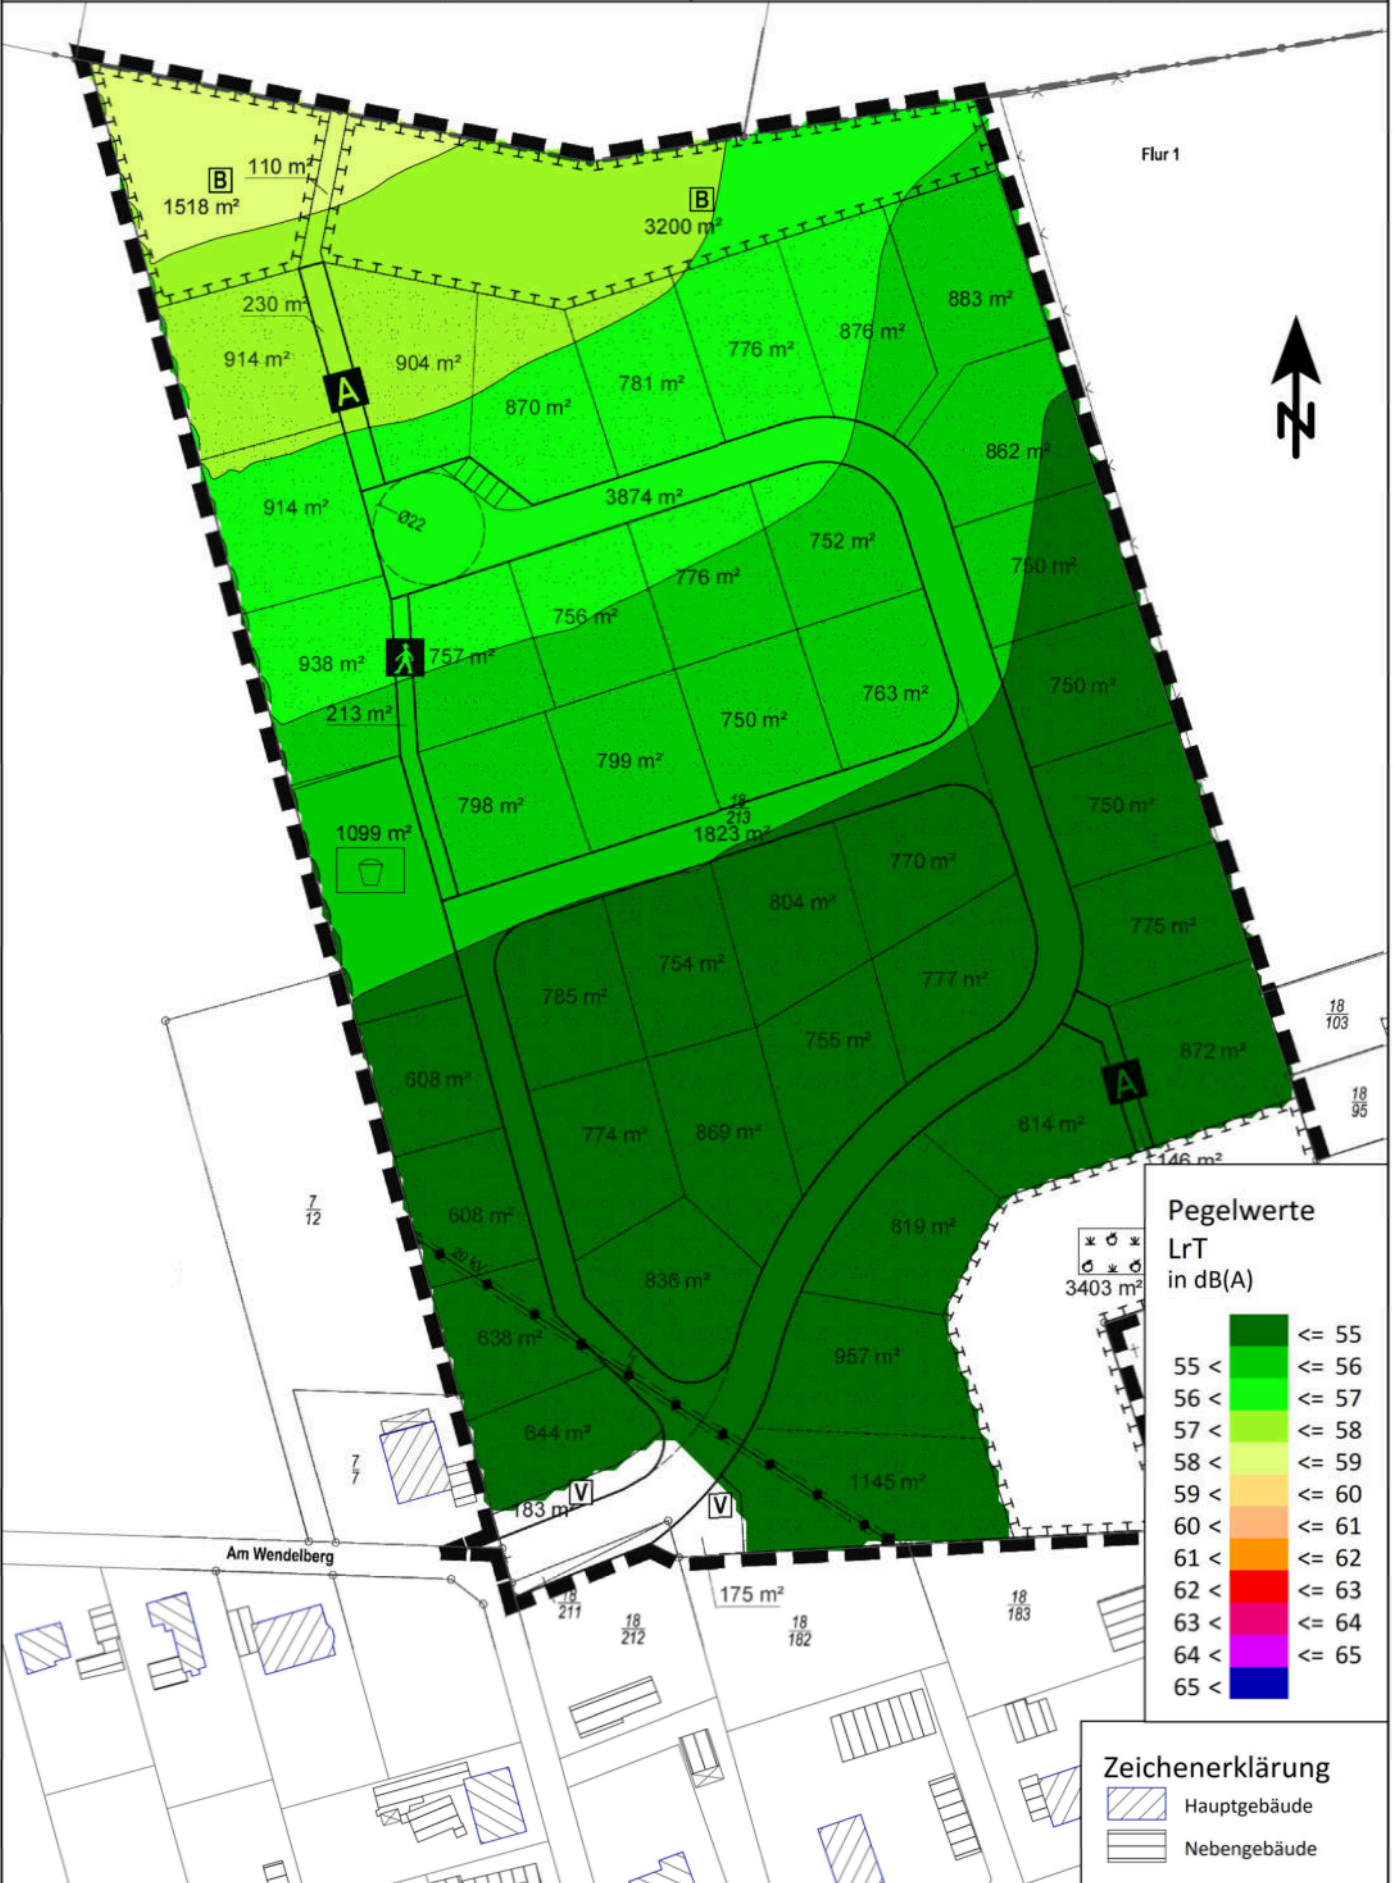 Flur 1
B
110 m²
1518 m²
B
3200 m²
230 m²
883 m²
914 m²
904 m²
A
876 m²
776 m²
781 m²
870 m²
862 m²
914 m²
3874 m²
Ø22
752 m²
750 m²
776 m²
756 m²
938 m²
757 m²
213 m²
763 m²
750 m²
750 m²
799 m²
798 m²
750 m²
18
213
1823 m²
1099 m²
770 m²
804 m²
775 m²
754 m²
777 m²
785 m²
755 m²
872 m²
18
103
608 m²
A
18
95
774 m²
869 m²
814 m²
146 m²
7
12
608 m²
819 m²
20 kV
836 m²
3403 m²
638 m²
957 m²
644 m²
7
7
1145 m²
183 m²
V
V
N
Am Wendelberg
18
211
18
212
175 m²
18
182
18
183
Pegelwerte
LrT
in dB(A)
<= 55
55 < <= 56
56 < <= 57
57 < <= 58
58 < <= 59
59 < <= 60
60 < <= 61
61 < <= 62
62 < <= 63
63 < <= 64
64 < <= 65
65 <
Zeichenerklärung
Hauptgebäude
Nebengebäude